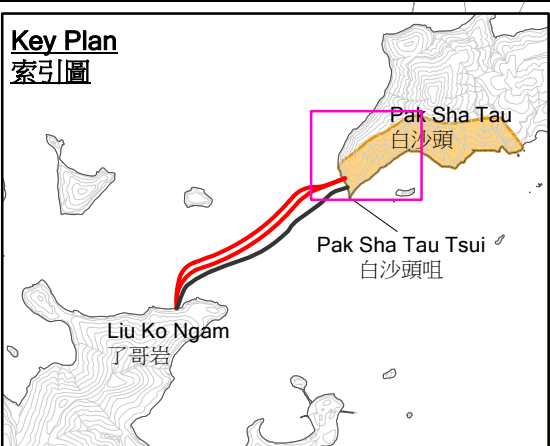 Key Plan
索引圖
Pak Sha Tau
白沙頭
Pak Sha Tau Tsui
白沙頭咀
Liu Ko Ngam
了哥岩